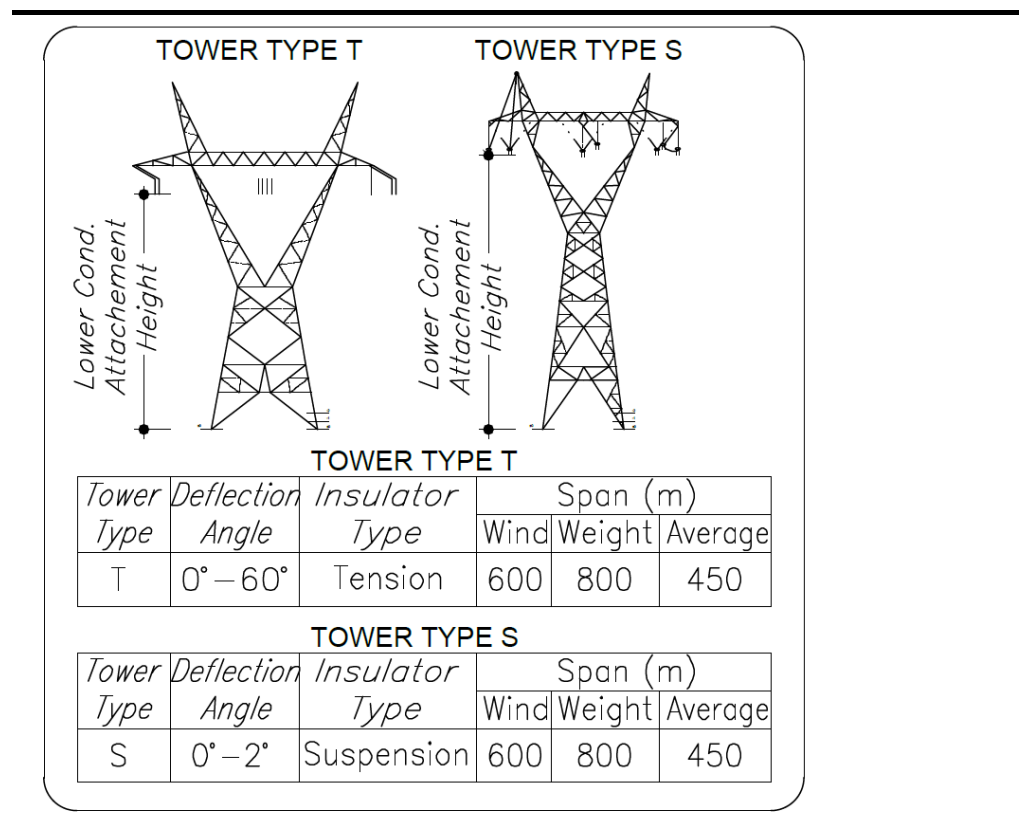 TOWER TYPE T
TOWER TYPE S
Lower Cond.
Attachement
Height
Lower Cond.
Attachement
Height
TOWER TYPE T
Tower Type Deflection Angle Insulator Type Span (m)
Wind Weight Average
T 0°-60° Tension 600 800 450
TOWER TYPE S
Tower Type Deflection Angle Insulator Type Span (m)
Wind Weight Average
S 0°-2° Suspension 600 800 450